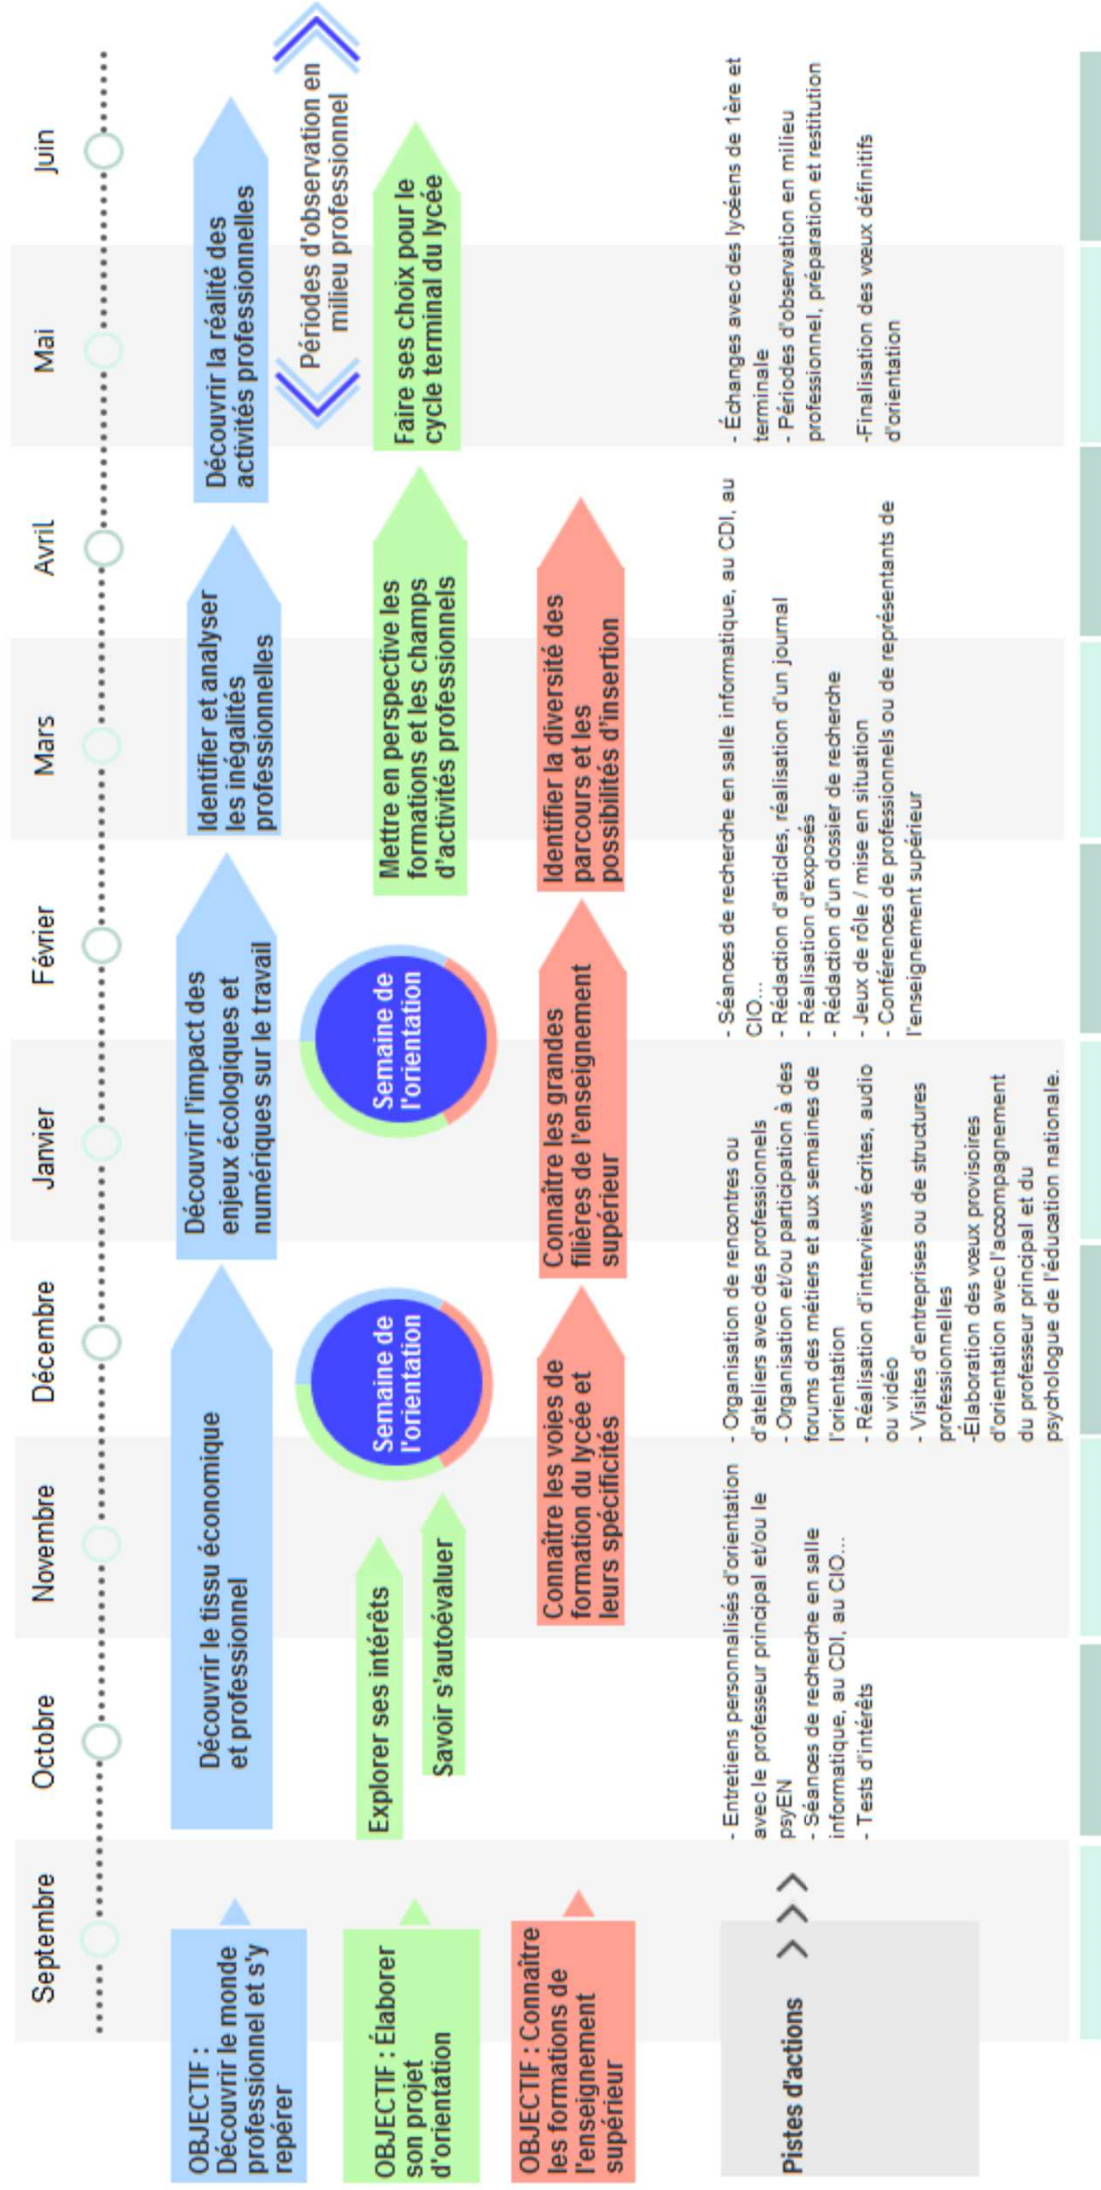 Septembre
Octobre
Novembre
Décembre
Janvier
Février
Mars
Avril
Mai
Juin
OBJECTIF :
Découvrir le monde
professionnel et s'y
repérer
Découvrir le tissu économique
et professionnel
Découvrir l'impact des
enjeux écologiques et
numériques sur le travail
Identifier et analyser
les inégalités
professionnelles
Découvrir la réalité des
activités professionnelles
Périodes d'observation en
milieu professionnel
OBJECTIF : Élaborer
son projet
d'orientation
Explorer ses intérêts
Savoir s'autoévaluer
Semaine de
l'orientation
Semaine de
l'orientation
Mettre en perspective les
formations et les champs
d'activités professionnels
Faire ses choix pour le
cycle terminal du lycée
OBJECTIF : Connaître
les formations de
l'enseignement
supérieur
Connaître les voies de
formation du lycée et
leurs spécificités
Connaître les grandes
filières de l'enseignement
supérieur
Identifier la diversité des
parcours et les
possibilités d'insertion
Pistes d'actions
- Entretiens personnalisés d'orientation
avec le professeur principal et/ou le
psyEN
- Séances de recherche en salle
informatique, au CDI, au CIO...
- Tests d'intérêts
- Organisation de rencontres ou
d'ateliers avec des professionnels
- Organisation et/ou participation à des
forums des métiers et aux semaines de
l'orientation
- Réalisation d'interviews écrites, audio
ou vidéo
- Visites d'entreprises ou de structures
professionnelles
-Élaboration des vœux provisoires
d'orientation avec l'accompagnement
du professeur principal et du
psychologue de l'éducation nationale.
- Séances de recherche en salle informatique, au CDI, au
CIO...
- Rédaction d'articles, réalisation d'un journal
- Réalisation d'exposés
- Rédaction d'un dossier de recherche
- Jeux de rôle / mise en situation
- Conférences de professionnels ou de représentants de
l'enseignement supérieur
- Échanges avec des lycéens de 1ère et
terminale
- Périodes d'observation en milieu
professionnel, préparation et restitution
-Finalisation des vœux définitifs
d'orientation